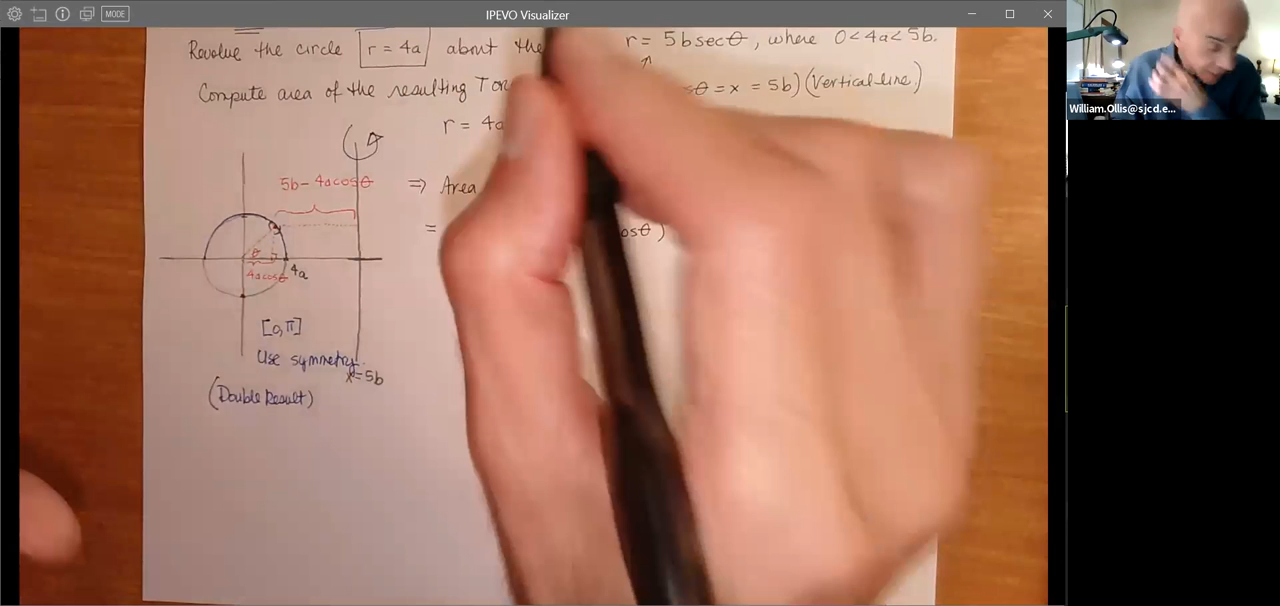 IPEVO Visualizer
MODE
William.Ollis@sjcd.e...
Revolve the circle r = 4a about the
r = 5b secθ, where 0 < 4a < 5b.
Compute area of the resulting
θ = x = 5b) (Vertical line)
r = 4a
5b - 4acosθ
⇒ Area
= osθ)
θ
4acosθ
4a
[0, π]
Use symmetry.
x = 5b
(Double Result)